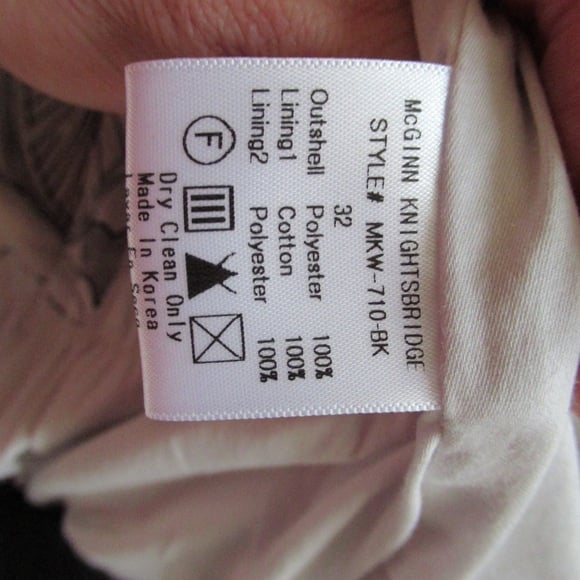 McGINN KNIGHTSBRIDGE
STYLE# MKW-710-BK
32
Outshell Polyester 100%
Lining1 Cotton 100%
Lining2 Polyester 100%
F
Dry Clean Only
Made In Korea